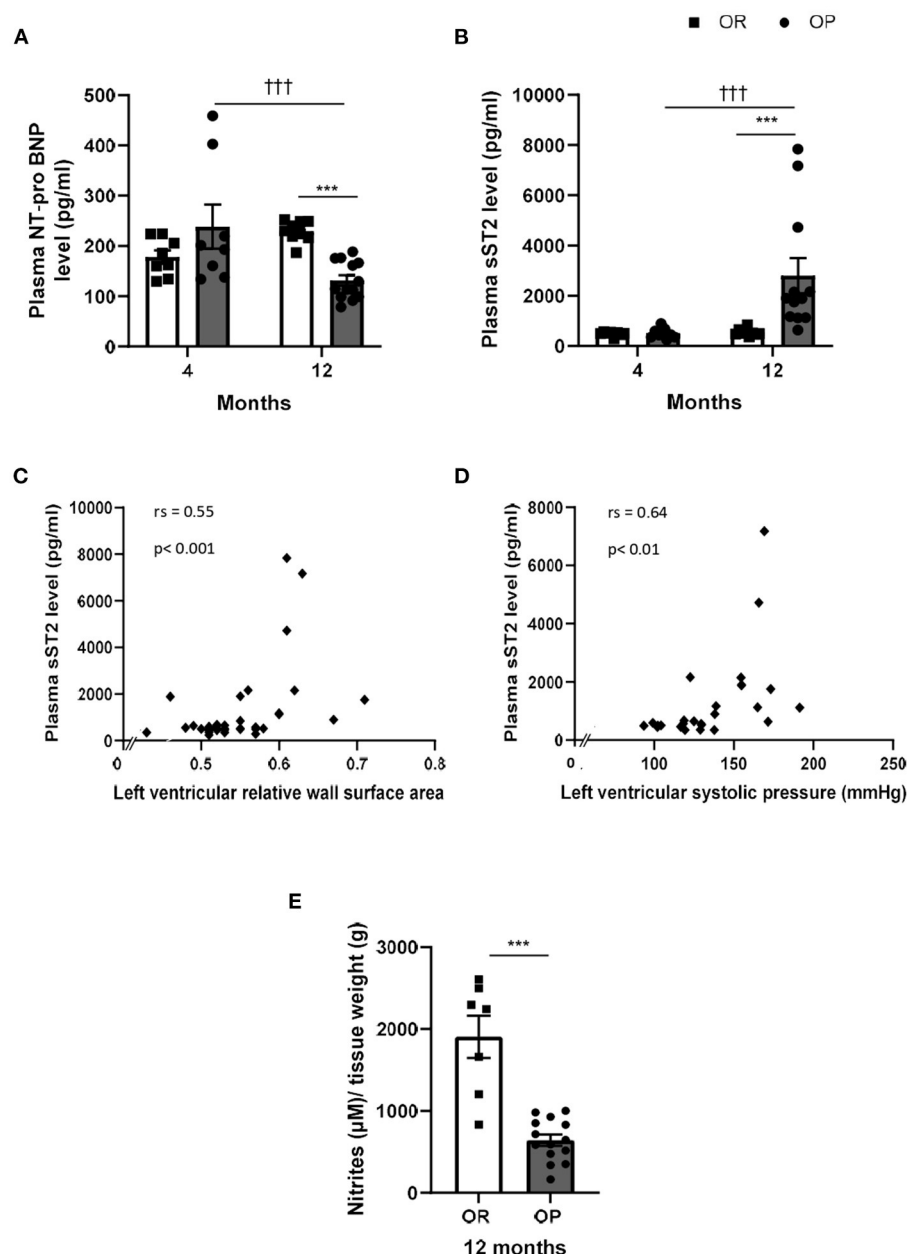 ■ OR ● OP
A
Plasma NT-pro BNP
level (pg/ml)
500
400
300
200
100
0
†††
***
4 12
Months
B
Plasma sST2 level (pg/ml)
10000
8000
6000
4000
2000
0
†††
***
4 12
Months
C
Plasma sST2 level (pg/ml)
10000
8000
6000
4000
2000
0
rs = 0.55
p< 0.001
0 0.5 0.6 0.7 0.8
Left ventricular relative wall surface area
D
Plasma sST2 level (pg/ml)
8000
6000
4000
2000
0
rs = 0.64
p< 0.01
0 100 150 200 250
Left ventricular systolic pressure (mmHg)
E
Nitrites (µM)/ tissue weight (g)
3000
2000
1000
0
***
OR OP
12 months